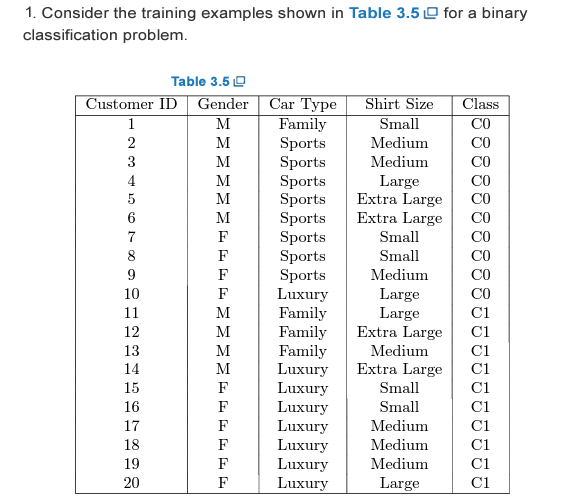 1. Consider the training examples shown in Table 3.5 for a binary
classification problem.
Table 3.5
Customer ID Gender Car Type Shirt Size Class
1 M Family Small C0
2 M Sports Medium C0
3 M Sports Medium C0
4 M Sports Large C0
5 M Sports Extra Large C0
6 M Sports Extra Large C0
7 F Sports Small C0
8 F Sports Small C0
9 F Sports Medium C0
10 F Luxury Large C0
11 M Family Large C1
12 M Family Extra Large C1
13 M Family Medium C1
14 M Luxury Extra Large C1
15 F Luxury Small C1
16 F Luxury Small C1
17 F Luxury Medium C1
18 F Luxury Medium C1
19 F Luxury Medium C1
20 F Luxury Large C1